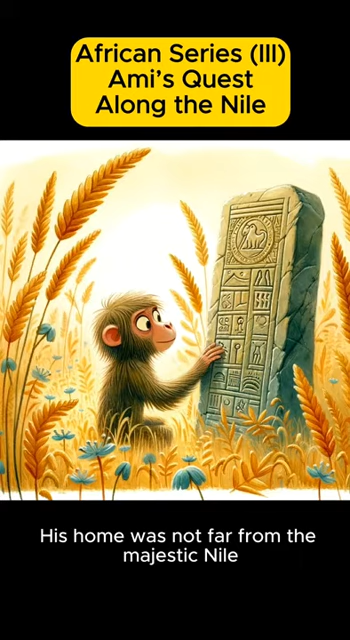 African Series (III)
Ami's Quest
Along the Nile
His home was not far from the
majestic Nile